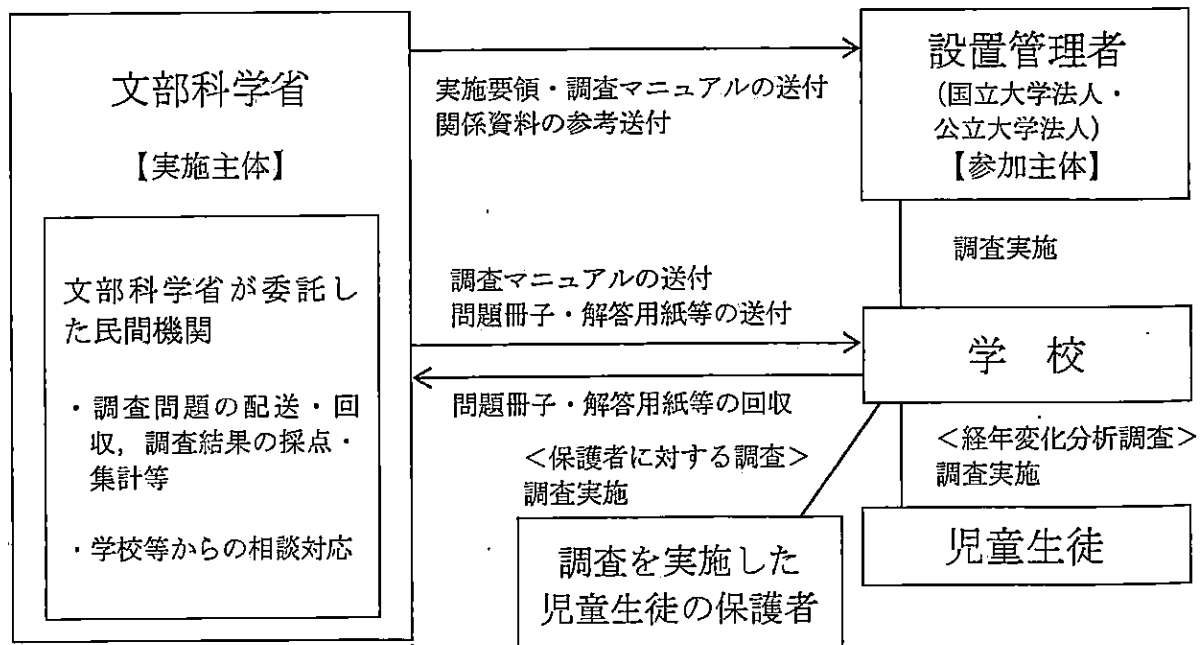 文部科学省
【実施主体】
文部科学省が委託し
た民間機関
・調査問題の配送・回
収，調査結果の採点・
集計等
・学校等からの相談対応
実施要領・調査マニュアルの送付
関係資料の参考送付
設置管理者
（国立大学法人・
公立大学法人）
【参加主体】
調査実施
調査マニュアルの送付
問題冊子・解答用紙等の送付
学　校
問題冊子・解答用紙等の回収
＜保護者に対する調査＞
調査実施
＜経年変化分析調査＞
調査実施
調査を実施した
児童生徒の保護者
児童生徒